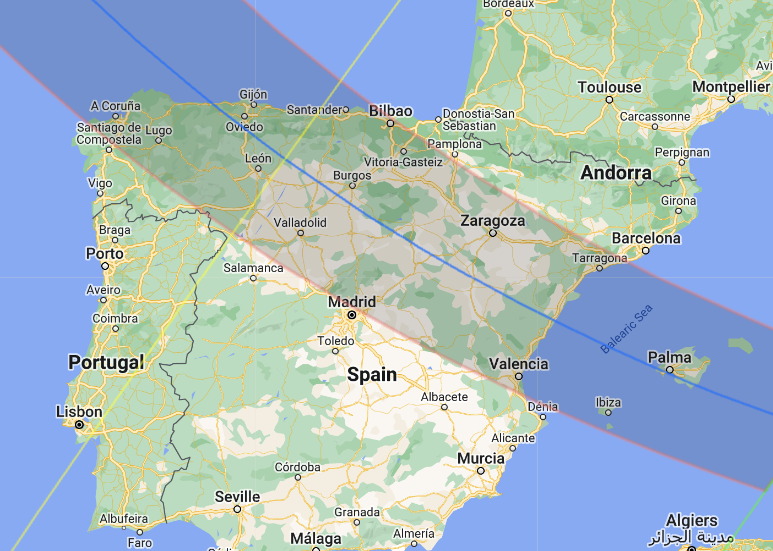 Bordeaux
Toulouse
Montpellier
Avi
Carcassonne
Gijón
A Coruña
Santander
Bilbao
Donostia-San
Sebastian
Santiago de
Compostela
Lugo
Oviedo
Pamplona
Perpignan
León
Vitoria-Gasteiz
Andorra
Burgos
Vigo
Girona
Valladolid
Zaragoza
Braga
Barcelona
Porto
Tarragona
Salamanca
Aveiro
Madrid
Balearic Sea
Coimbra
Toledo
Portugal
Palma
Valencia
Spain
Albacete
Ibiza
Dénia
Lisbon
Alicante
Murcia
Córdoba
Seville
Granada
Albufeira
Algiers
مدينة الجزائر
Faro
Málaga
Almería